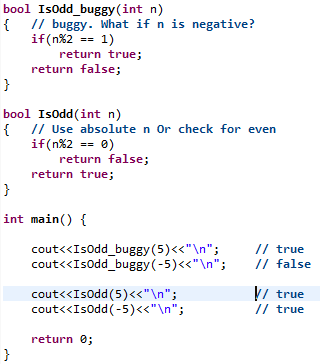 bool IsOdd_buggy(int n)
{   // buggy. What if n is negative?
    if(n%2 == 1)
        return true;
    return false;
}
bool IsOdd(int n)
{   // Use absolute n Or check for even
    if(n%2 == 0)
        return false;
    return true;
}
int main() {
    cout<<IsOdd_buggy(5)<<"\n";     // true
    cout<<IsOdd_buggy(-5)<<"\n";    // false
    cout<<IsOdd(5)<<"\n";           // true
    cout<<IsOdd(-5)<<"\n";          // true
    return 0;
}